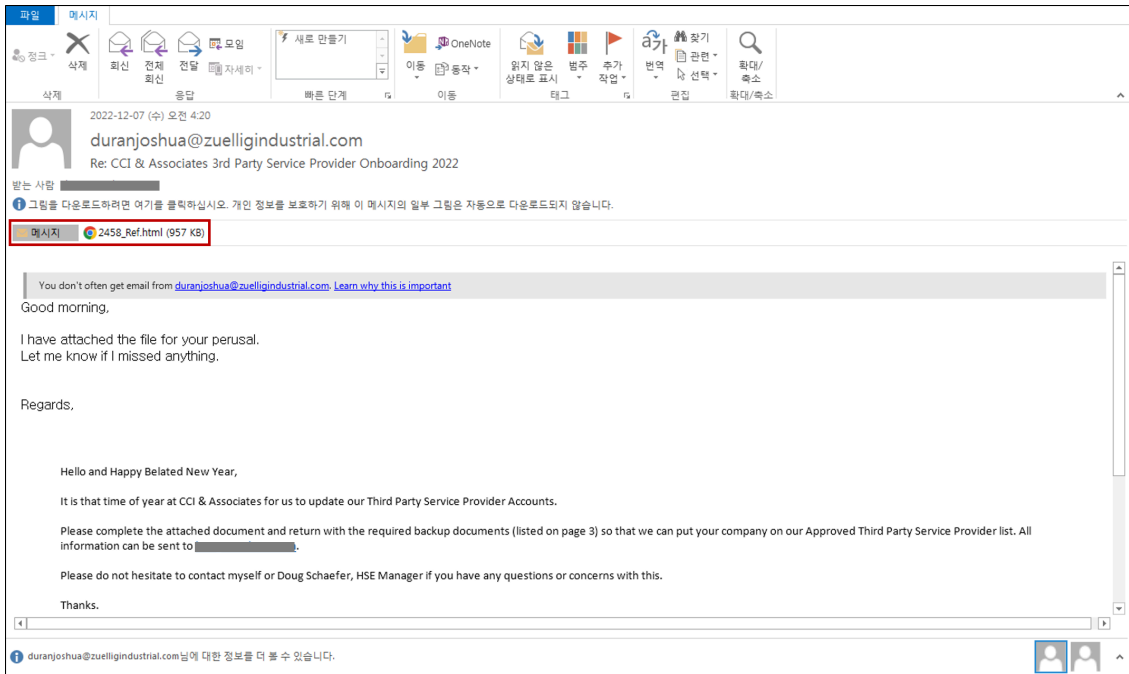 파일 메시지
정크 삭제 회신 전체 회신 전달 모임 자세히 새로 만들기 이동 OneNote 동작 읽지 않은 상태로 표시 범주 추가 작업 번역 찾기 관련 선택 확대/축소
삭제 응답 빠른 단계 이동 태그 편집 확대/축소
2022-12-07 (수) 오전 4:20
duranjoshua@zuelligindustrial.com
Re: CCI & Associates 3rd Party Service Provider Onboarding 2022
받는 사람
그림을 다운로드하려면 여기를 클릭하십시오. 개인 정보를 보호하기 위해 이 메시지의 일부 그림은 자동으로 다운로드되지 않습니다.
메시지 2458_Ref.html (957 KB)
You don't often get email from duranjoshua@zuelligindustrial.com. Learn why this is important
Good morning,
I have attached the file for your perusal.
Let me know if I missed anything.
Regards,
Hello and Happy Belated New Year,
It is that time of year at CCI & Associates for us to update our Third Party Service Provider Accounts.
Please complete the attached document and return with the required backup documents (listed on page 3) so that we can put your company on our Approved Third Party Service Provider list. All
information can be sent to .
Please do not hesitate to contact myself or Doug Schaefer, HSE Manager if you have any questions or concerns with this.
Thanks.
duranjoshua@zuelligindustrial.com님에 대한 정보를 더 볼 수 있습니다.